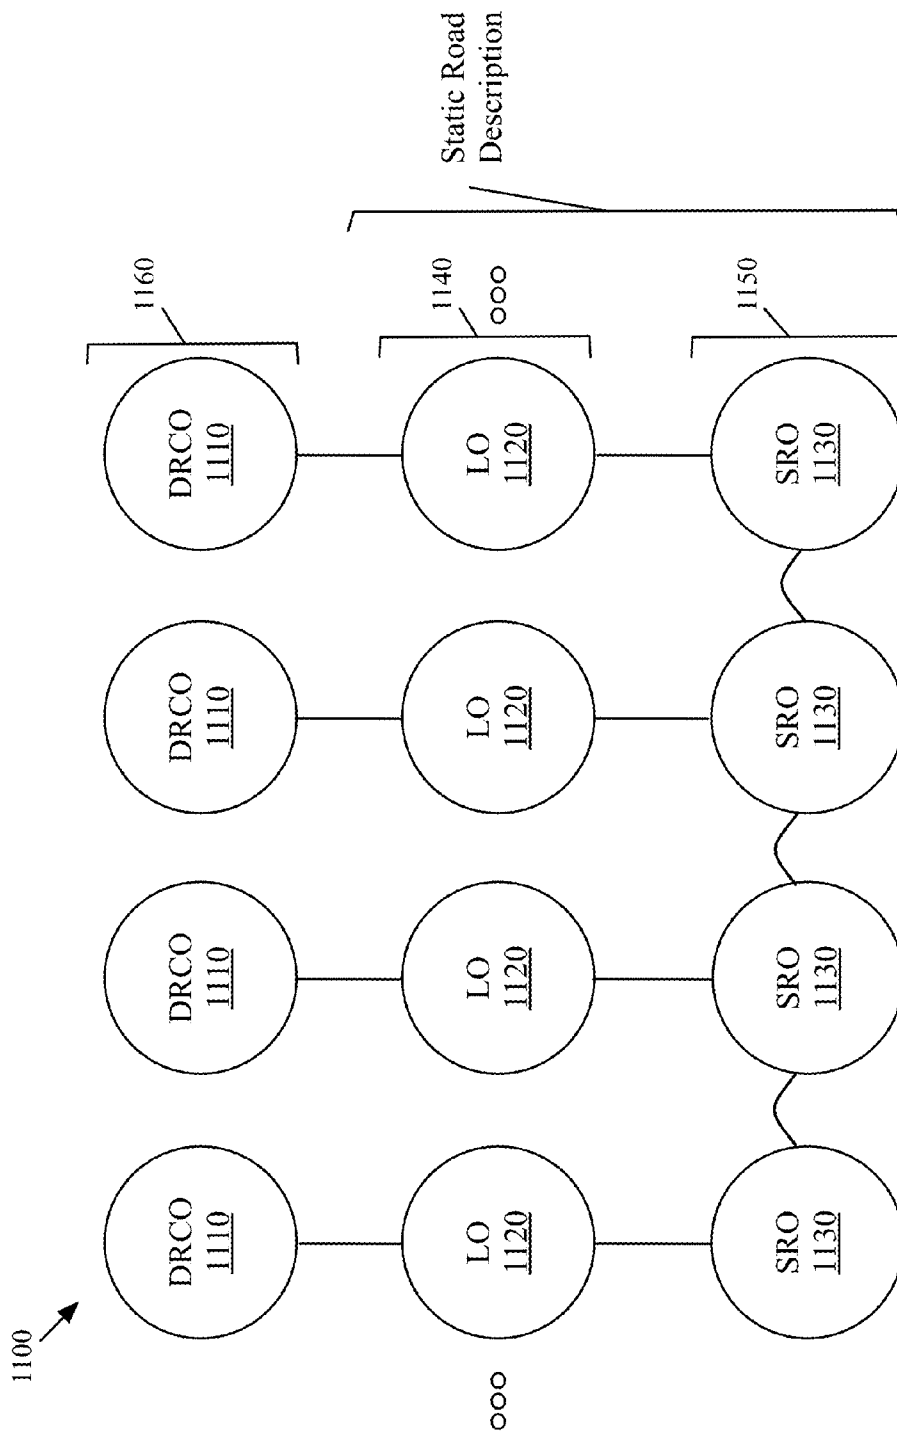 1100
DRCO
1110
DRCO
1110
DRCO
1110
DRCO
1110
1160
LO
1120
LO
1120
LO
1120
LO
1120
1140
Static Road
Description
SRO
1130
SRO
1130
SRO
1130
SRO
1130
1150